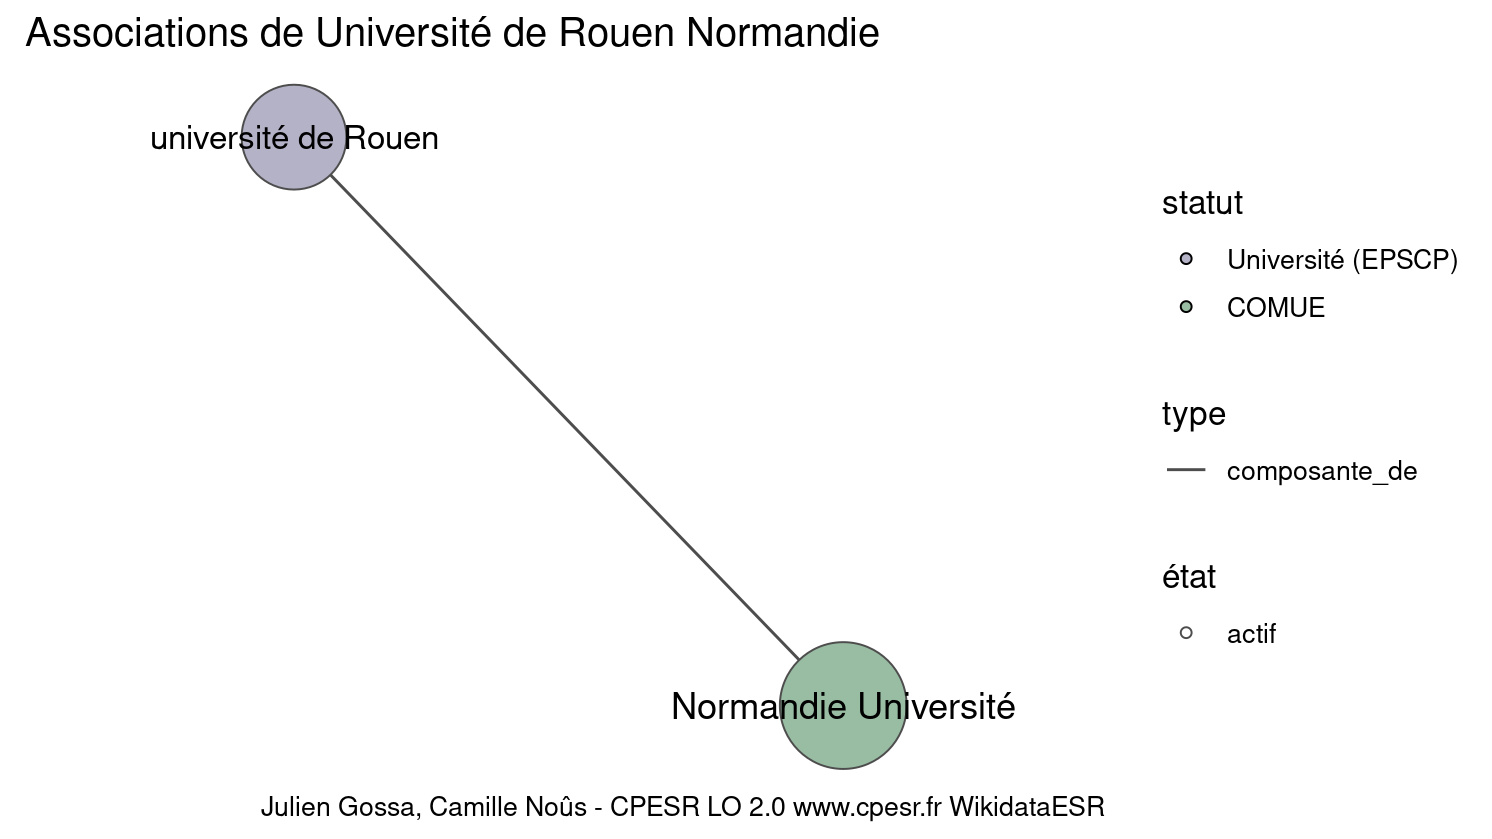 Associations de Université de Rouen Normandie
université de Rouen
statut
Université (EPSCP)
COMUE
type
composante_de
état
actif
Normandie Université
Julien Gossa, Camille Noûs - CPESR LO 2.0 www.cpesr.fr WikidataESR